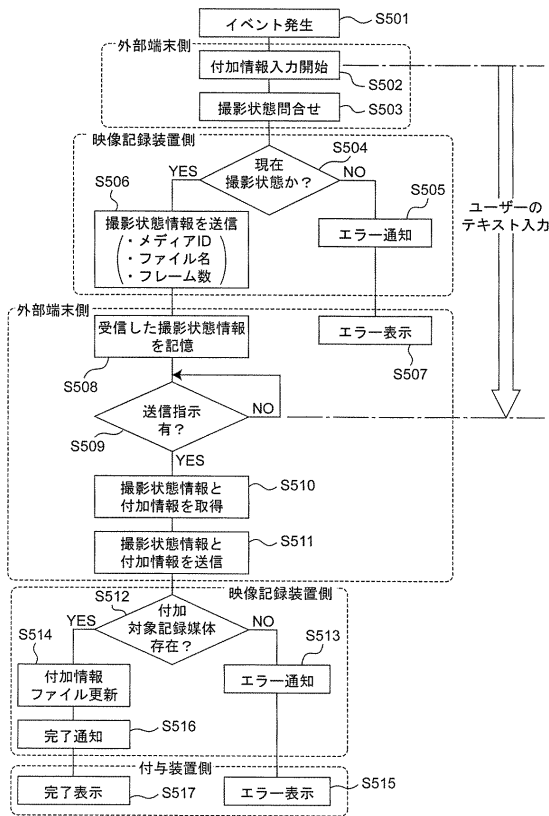 イベント発生
S501
外部端末側
付加情報入力開始
S502
撮影状態問合せ
S503
映像記録装置側
S504
現在
撮影状態か？
YES
NO
S506
撮影状態情報を送信
・メディアID
・ファイル名
・フレーム数
S505
エラー通知
ユーザーの
テキスト入力
外部端末側
受信した撮影状態情報
を記憶
S508
エラー表示
S507
送信指示
有？
NO
S509
YES
撮影状態情報と
付加情報を取得
S510
撮影状態情報と
付加情報を送信
S511
映像記録装置側
S512
付加
対象記録媒体
存在？
YES
NO
S514
付加情報
ファイル更新
S513
エラー通知
完了通知
S516
付与装置側
完了表示
S517
エラー表示
S515